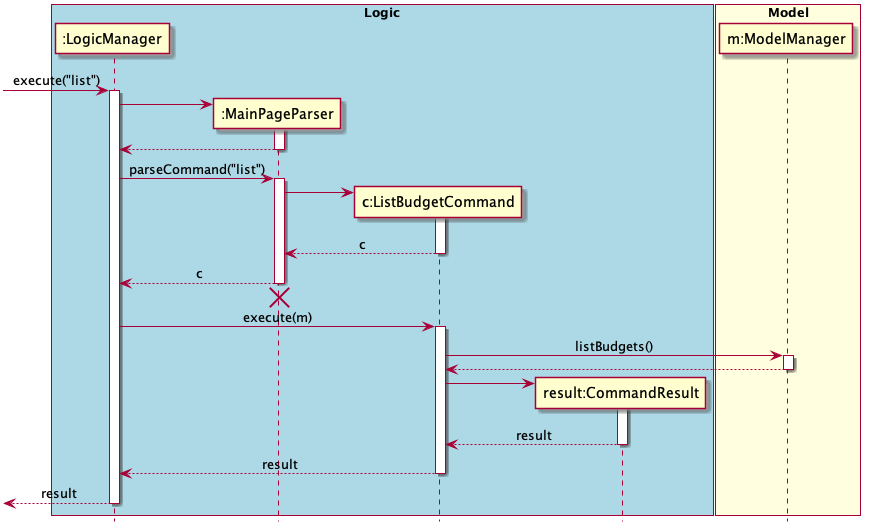 Logic
Model
:LogicManager
m:ModelManager
execute("list")
:MainPageParser
parseCommand("list")
c:ListBudgetCommand
c
c
execute(m)
listBudgets()
result:CommandResult
result
result
result